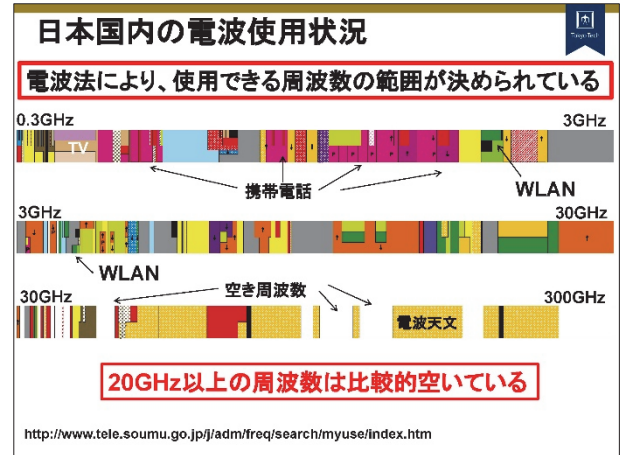 日本国内の電波使用状況
Tokyo Tech
電波法により、使用できる周波数の範囲が決められている
0.3GHz
3GHz
TV
携帯電話
WLAN
3GHz
30GHz
WLAN
空き周波数
30GHz
300GHz
電波天文
20GHz以上の周波数は比較的空いている
http://www.tele.soumu.go.jp/j/adm/freq/search/myuse/index.htm